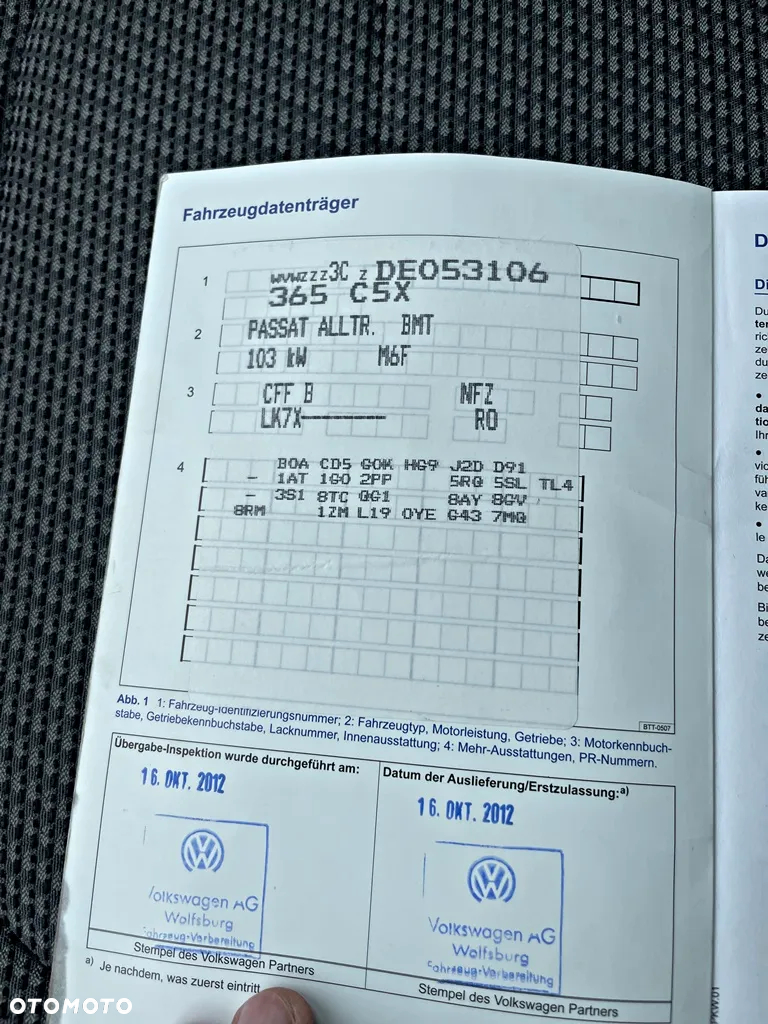 Fahrzeugdatenträger
1 WVWZZZ3C Z DE053106
365 C5X
2 PASSAT ALLTR. BMT
103 kW M6F
3 CFF B NFZ
LK7X RO
4 BOA CD5 GOK HG9 J2D D91
- 1AT 1GO 2PP 5RQ 5SL TL4
- 3S1 8TC QG1 8AY 8GV
8RM 1ZM L19 OYE G43 7MQ
BTT-0507
Abb. 1 1: Fahrzeug-Identifizierungsnummer; 2: Fahrzeugtyp, Motorleistung, Getriebe; 3: Motorkennbuch-
stabe, Getriebekennbuchstabe, Lacknummer, Innenausstattung; 4: Mehr-Ausstattungen, PR-Nummern.
Übergabe-Inspektion wurde durchgeführt am:
16. OKT. 2012
Volkswagen AG
Wolfsburg
Fahrzeug-Vorbereitung
Stempel des Volkswagen Partners
Datum der Auslieferung/Erstzulassung:a)
16. OKT. 2012
Volkswagen AG
Wolfsburg
Fahrzeug-Vorbereitung
Stempel des Volkswagen Partners
a) Je nachdem, was zuerst eintritt.
D
Di
OTOMOTO